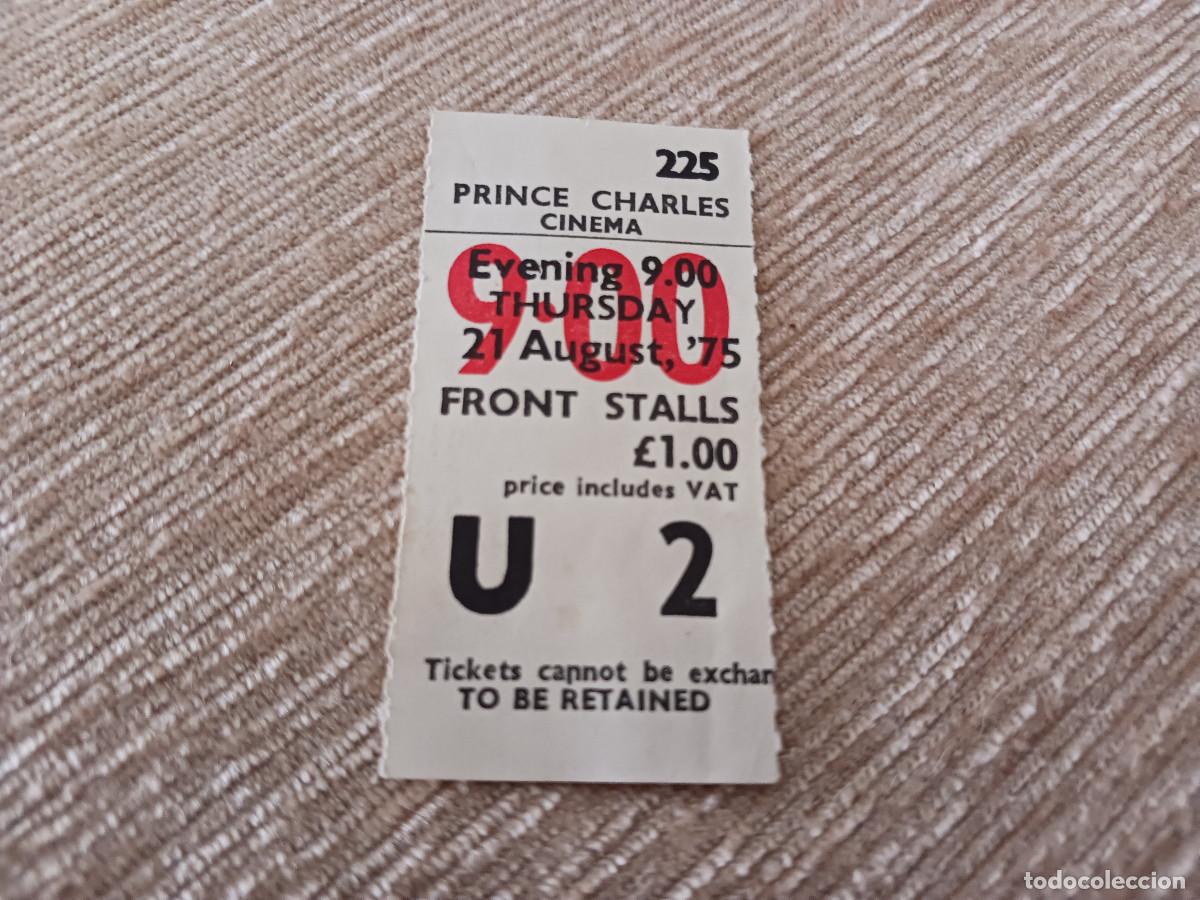 225
PRINCE CHARLES
CINEMA
9.00
Evening 9.00
THURSDAY
21 August, '75
FRONT STALLS
£1.00
price includes VAT
U 2
Tickets cannot be exchan
TO BE RETAINED
todocoleccion